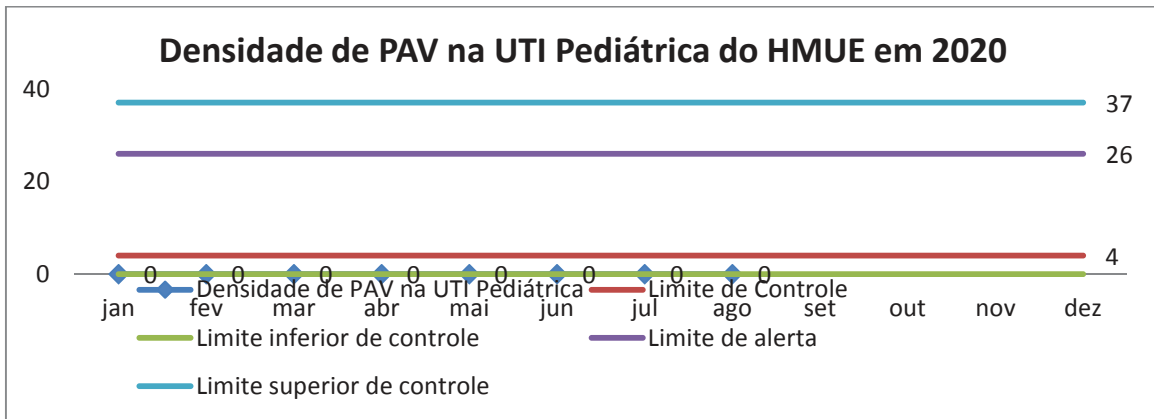 Densidade de PAV na UTI Pediátrica do HMUE em 2020
40
37
26
20
4
0
0 0 0 0 0 0 0 0
Densidade de PAV na UTI Pediátrica Limite de Controle
jan fev mar abr mai jun jul ago set out nov dez
Limite inferior de controle Limite de alerta
Limite superior de controle